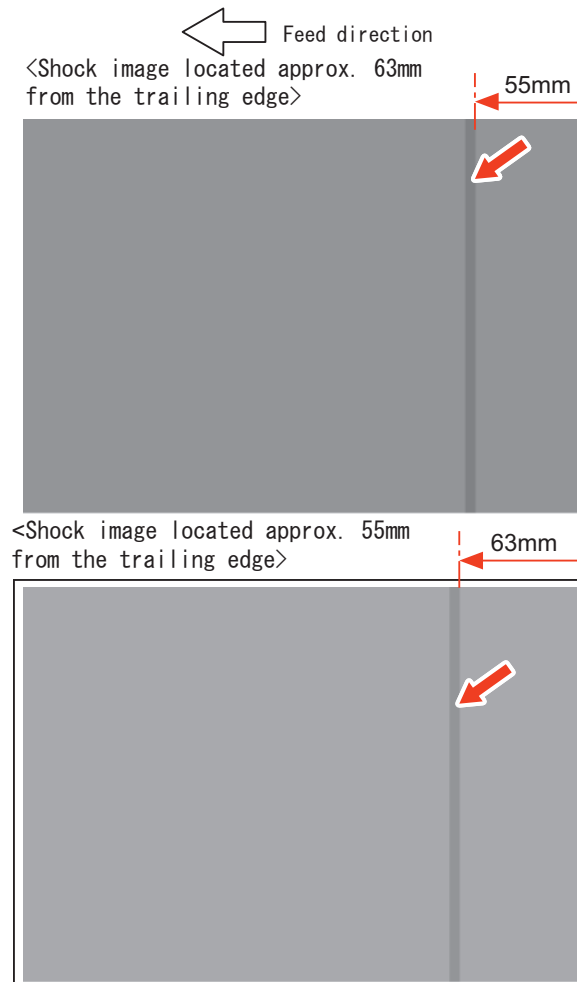 Feed direction
<Shock image located approx. 63mm
from the trailing edge>
55mm
<Shock image located approx. 55mm
from the trailing edge>
63mm